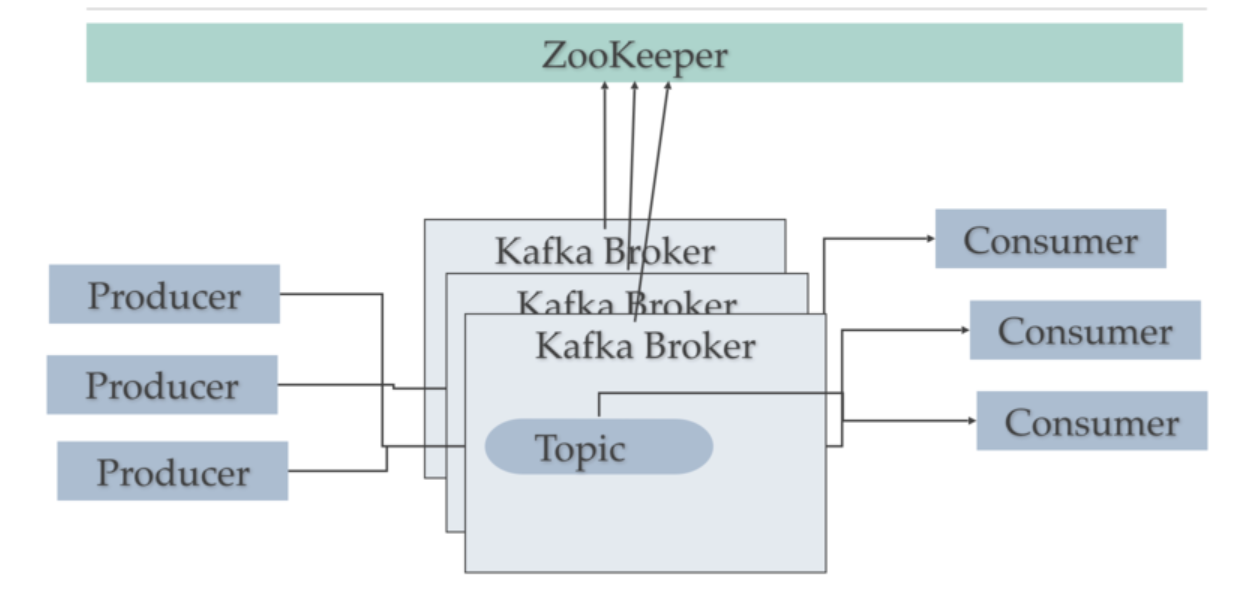 ZooKeeper
Kafka Broker
Kafka Broker
Kafka Broker
Producer
Producer
Producer
Topic
Consumer
Consumer
Consumer